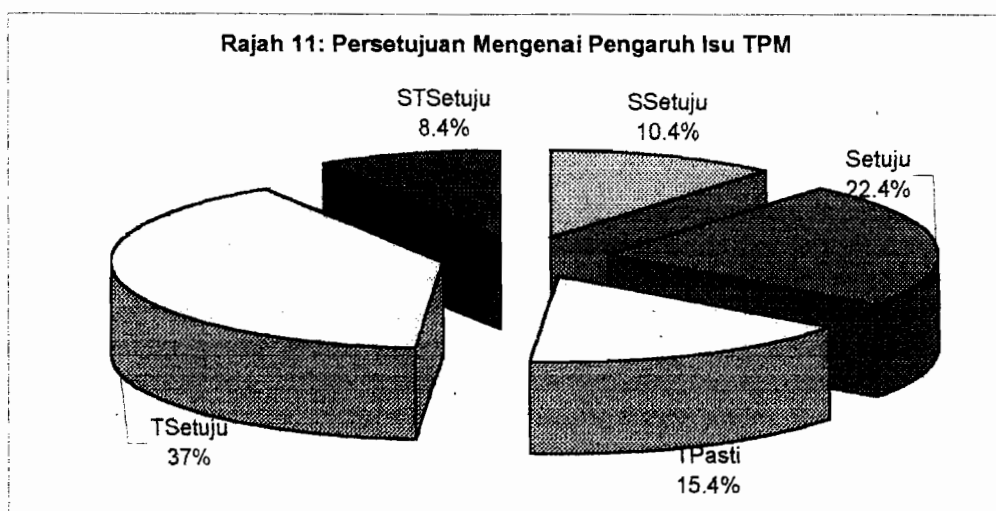 Rajah 11: Persetujuan Mengenai Pengaruh Isu TPM
STSetuju
8.4%
SSetuju
10.4%
Setuju
22.4%
TSetuju
37%
TPasti
15.4%